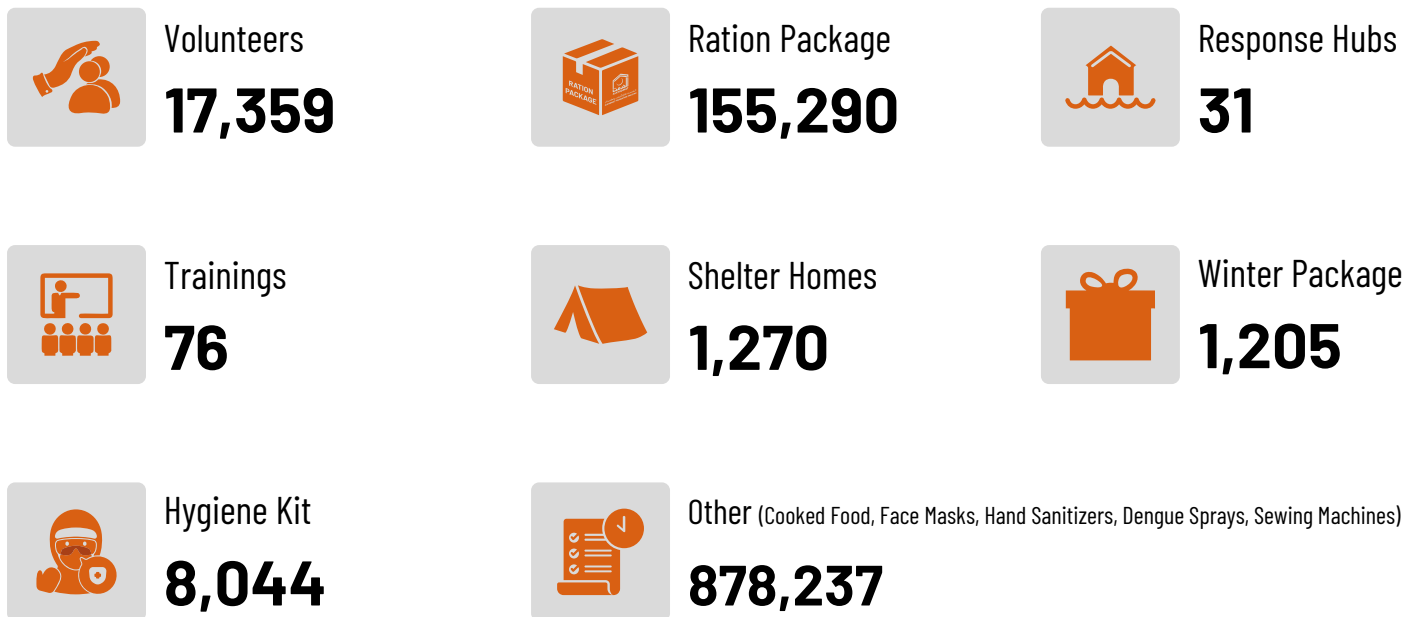 Volunteers
17,359
RATION
PACKAGE
Ration Package
155,290
Response Hubs
31
Trainings
76
Shelter Homes
1,270
Winter Package
1,205
Hygiene Kit
8,044
Other (Cooked Food, Face Masks, Hand Sanitizers, Dengue Sprays, Sewing Machines)
878,237